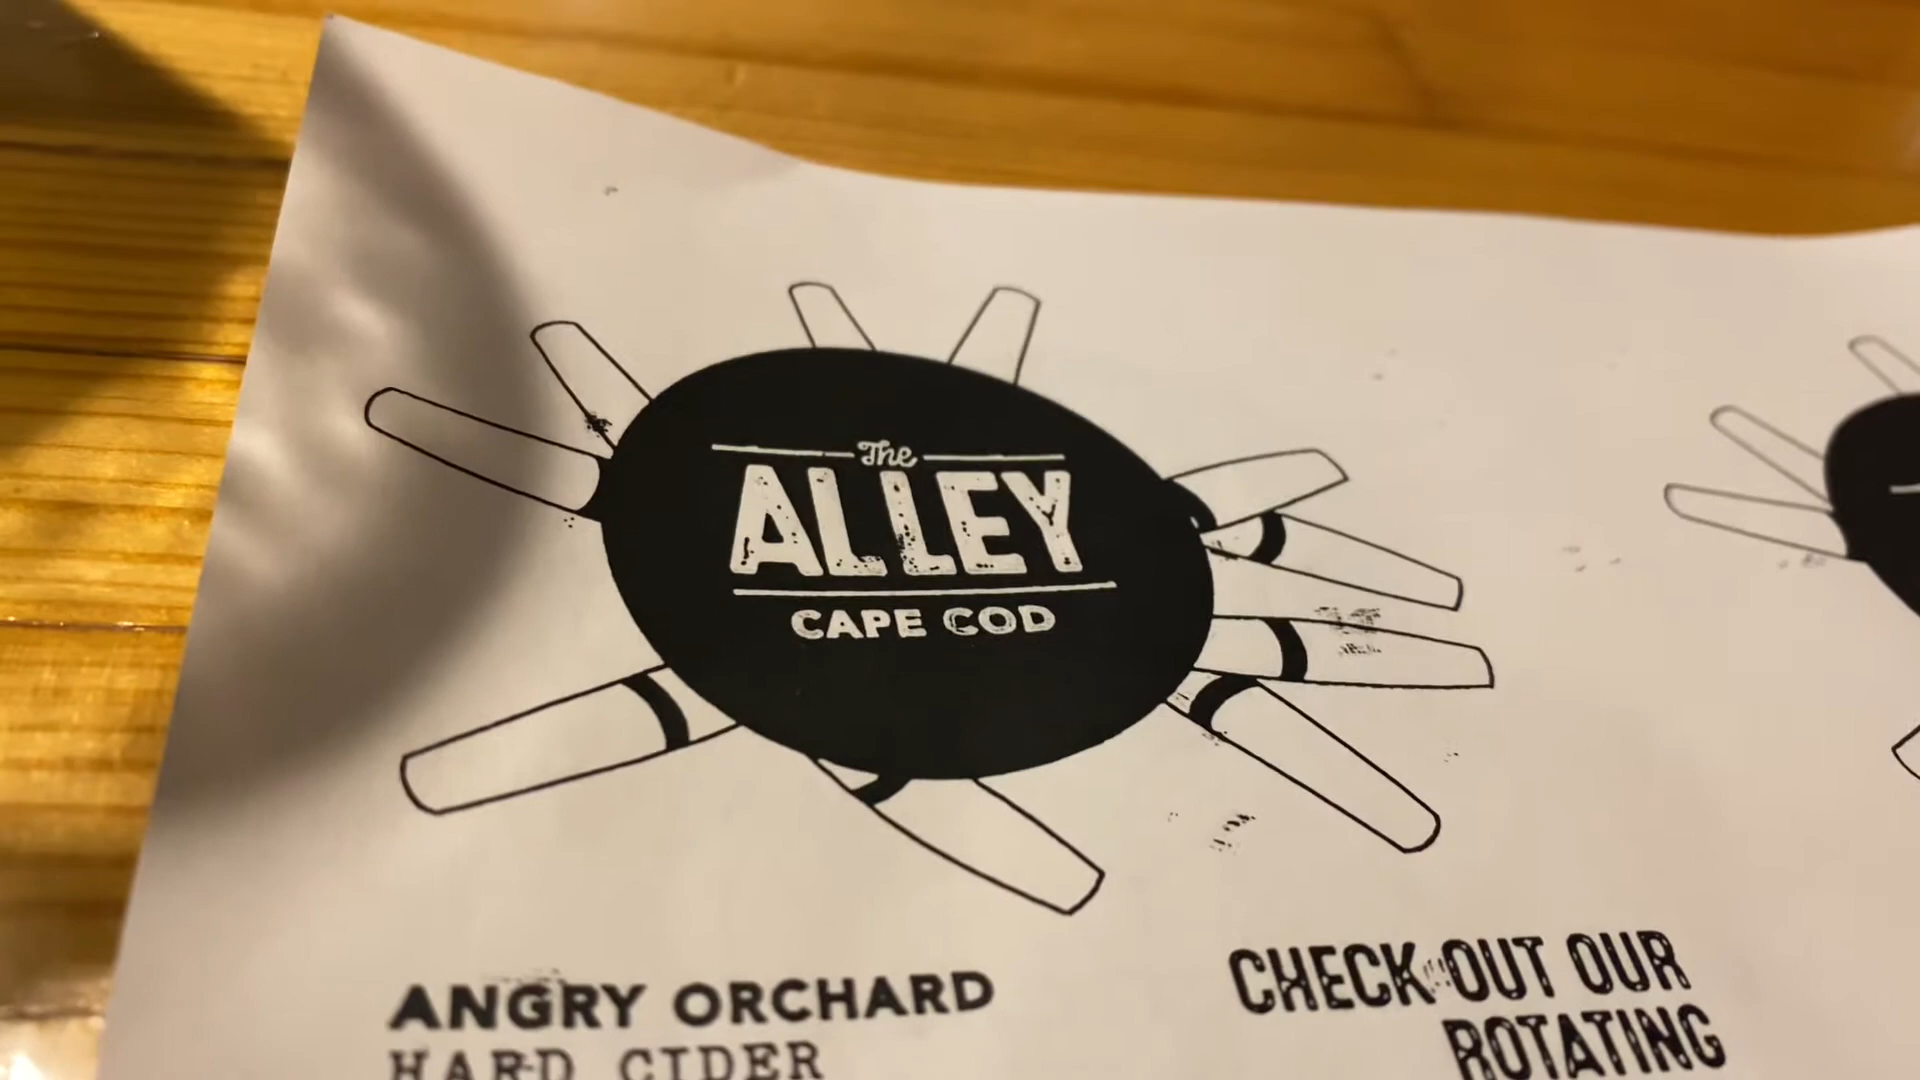 The
ALLEY
CAPE COD
ANGRY ORCHARD
HARD CIDER
CHECK OUT OUR
ROTATING